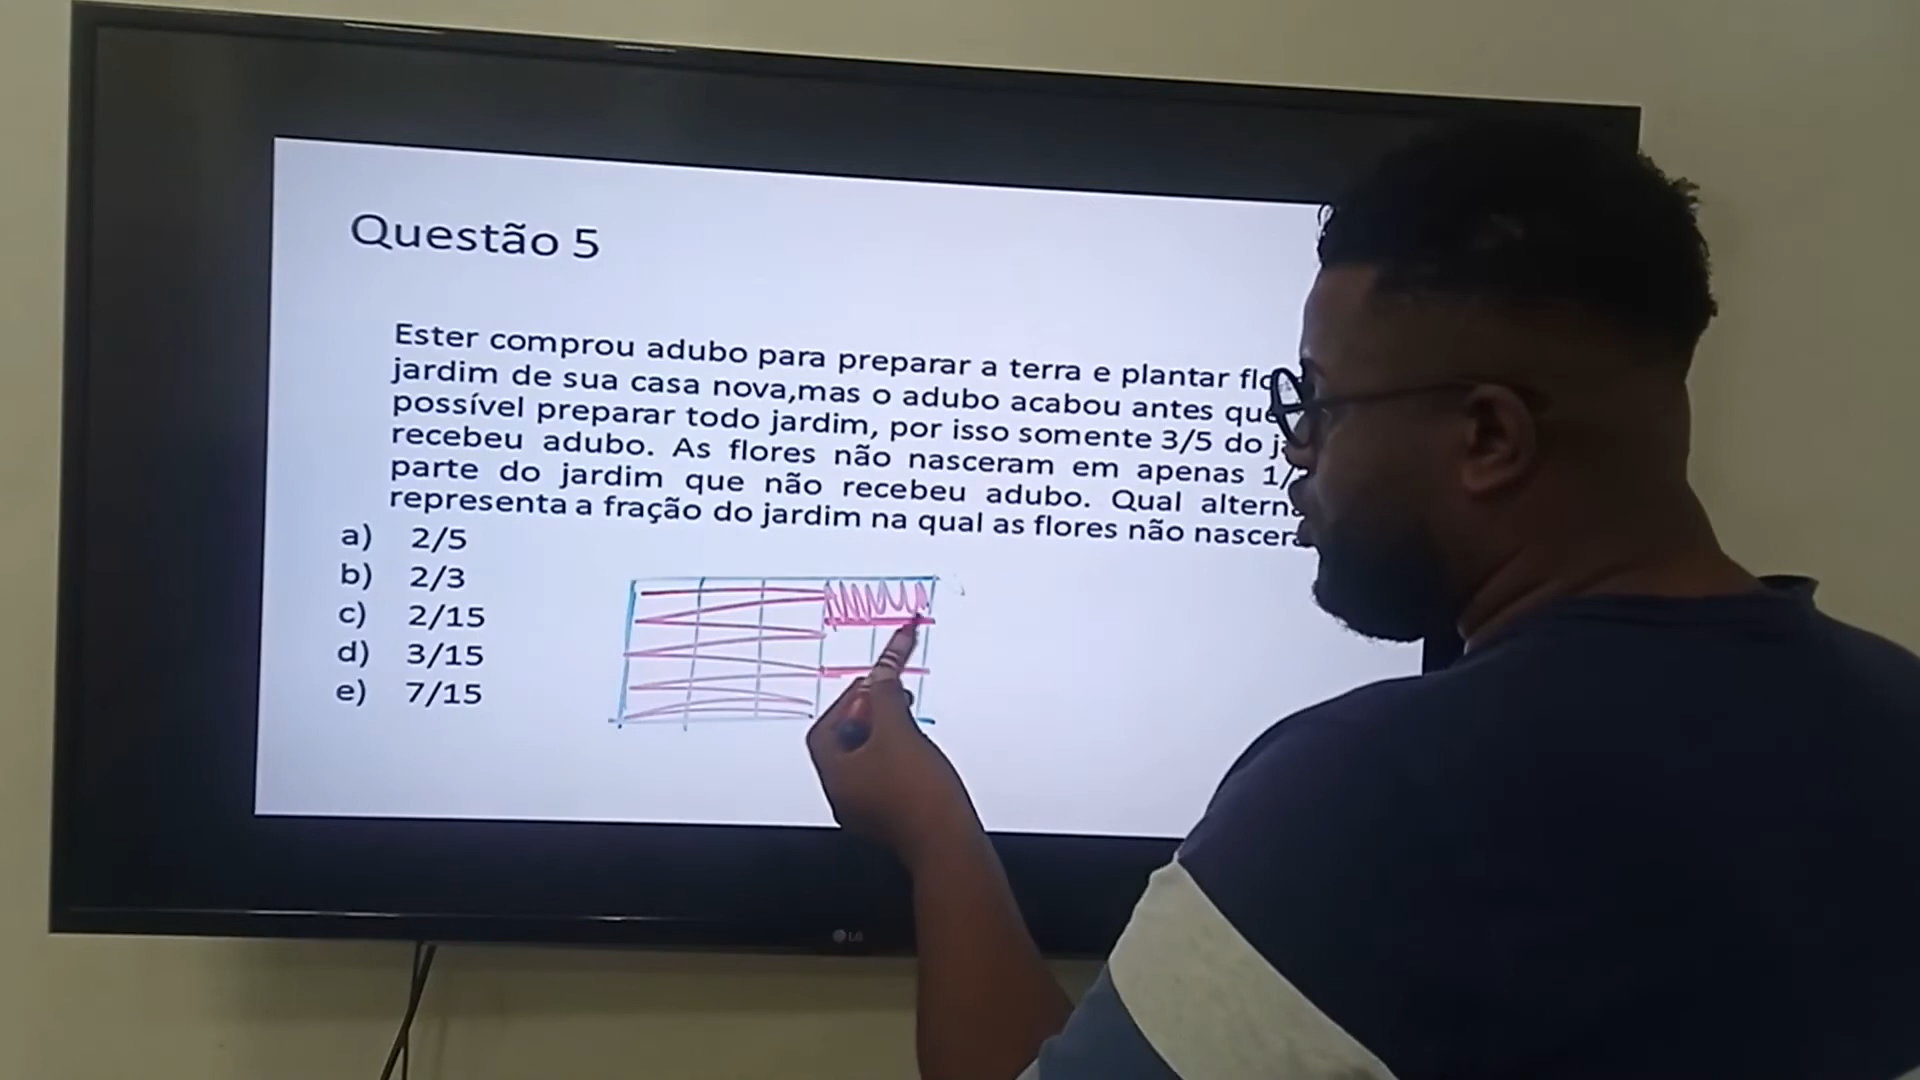 Questão 5
Ester comprou adubo para preparar a terra e plantar
jardim de sua casa nova,mas o adubo acabou antes que
possível preparar todo jardim, por isso somente 3/5 do
recebeu adubo. As flores não nasceram em apenas
parte do jardim que não recebeu adubo. Qual
representa a fração do jardim na qual as flores não
a) 2/5
b) 2/3
c) 2/15
d) 3/15
e) 7/15
LG